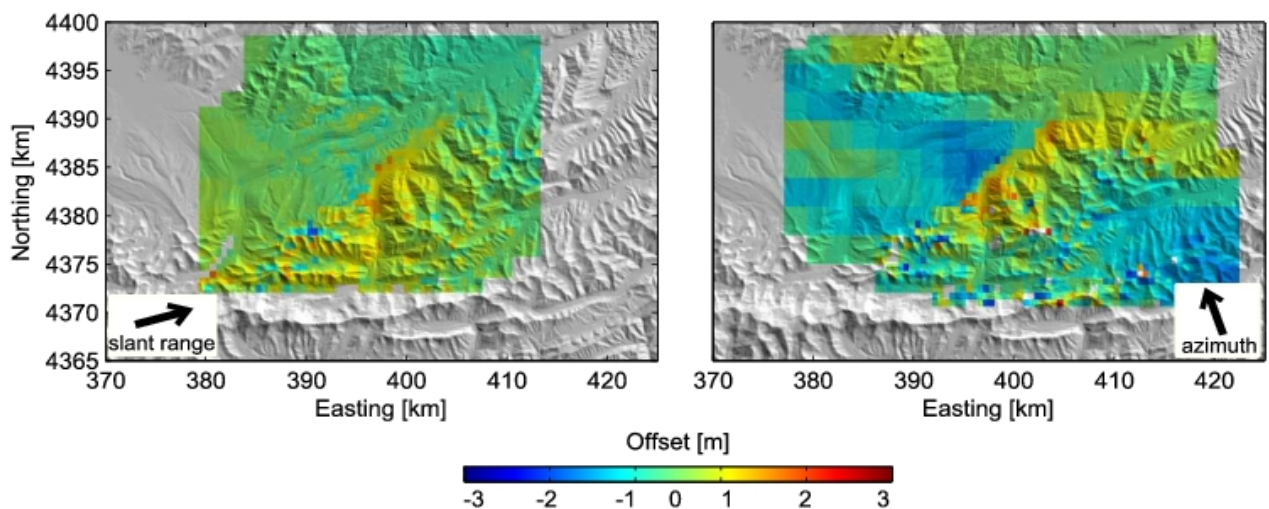 4400
4395
4390
4385
4380
4375
4370
4365
Northing [km]
slant range
azimuth
370 380 390 400 410 420
370 380 390 400 410 420
Easting [km]
Easting [km]
Offset [m]
-3 -2 -1 0 1 2 3